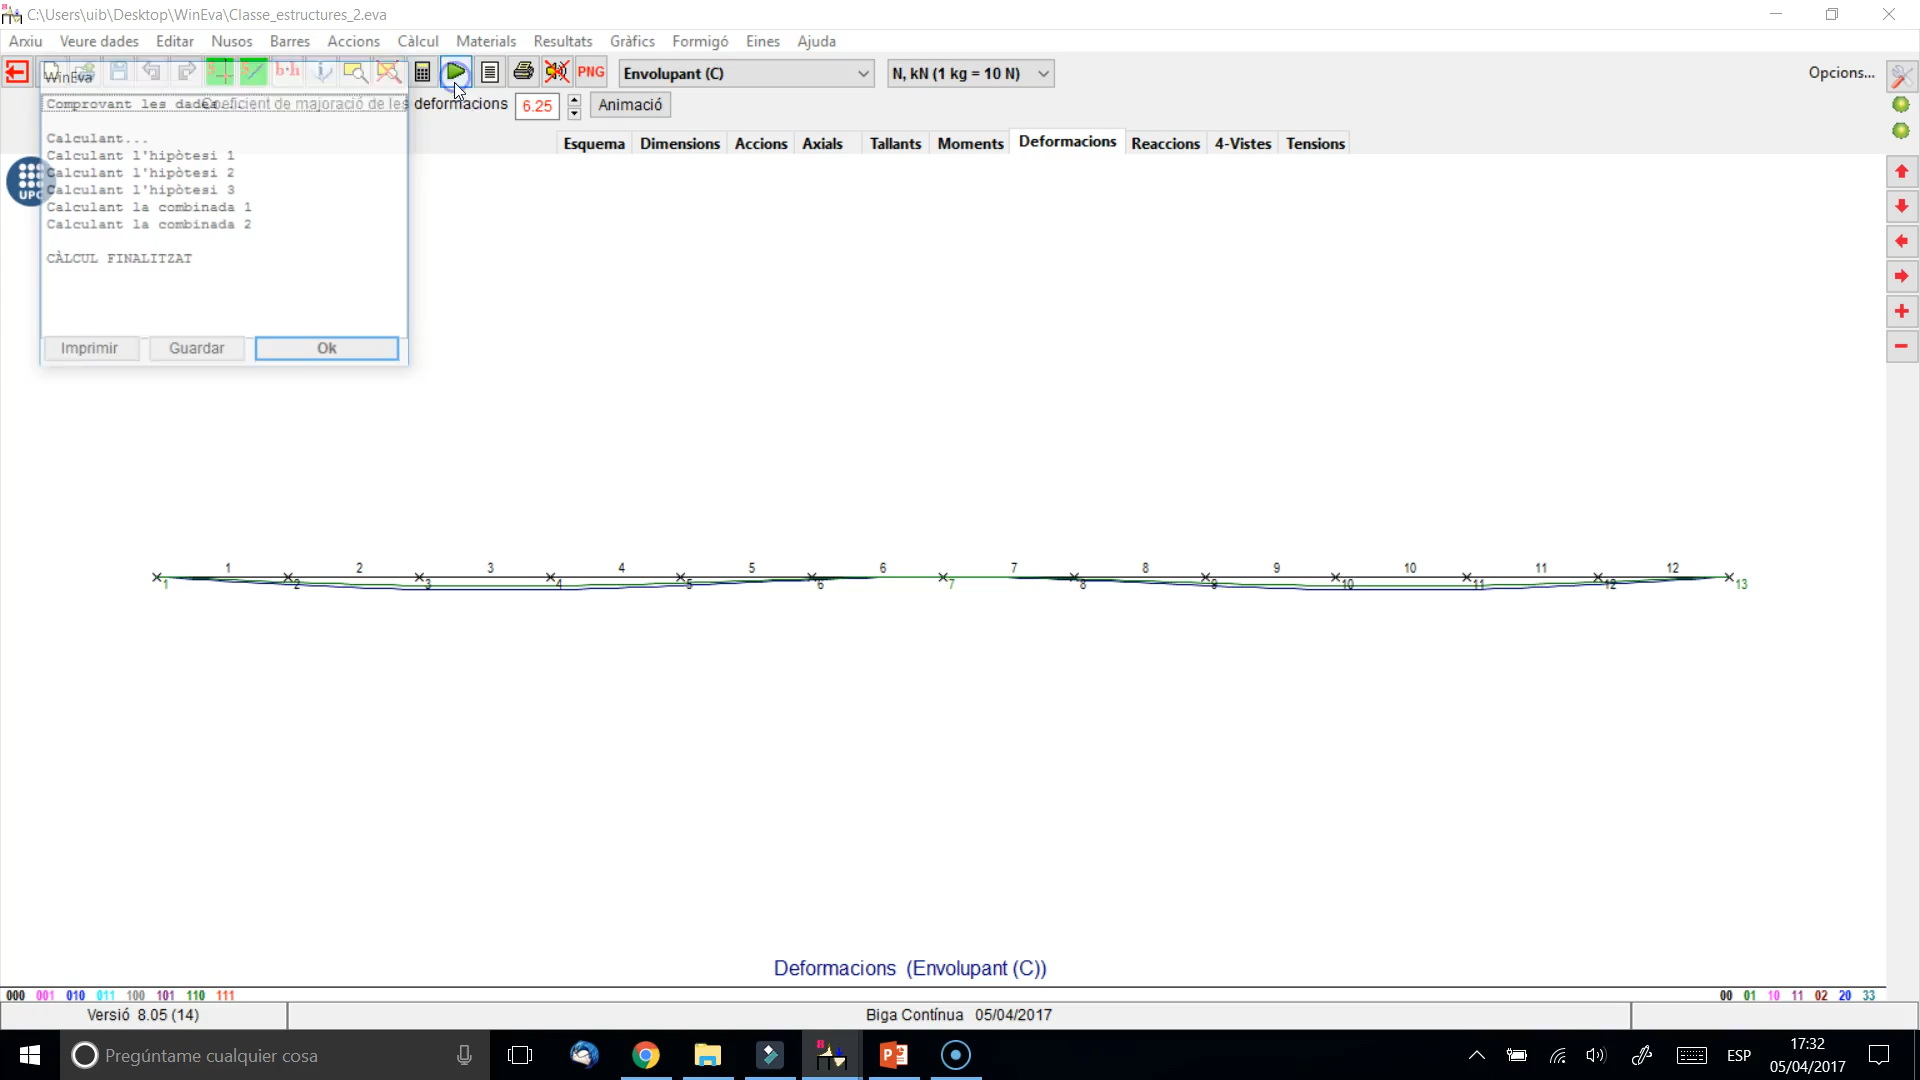 C:\Users\uib\Desktop\WinEva\Classe_estructures_2.eva
Arxiu Veure dades Editar Nusos Barres Accions Càlcul Materials Resultats Gràfics Formigó Eines Ajuda
WinEva
b·h
PNG
Envolupant (C)
N, kN (1 kg = 10 N)
Opcions...
Comprovant les dades...
Coeficient de majoració de les deformacions 6.25 Animació
Esquema Dimensions Accions Axials Tallants Moments Deformacions Reaccions 4-Vistes Tensions
Calculant...
Calculant l'hipòtesi 1
Calculant l'hipòtesi 2
Calculant l'hipòtesi 3
Calculant la combinada 1
Calculant la combinada 2
UPC
CÀLCUL FINALITZAT
Imprimir Guardar Ok
1 2 3 4 5 6 7 8 9 10 11 12
1 2 3 4 5 6 7 8 9 10 11 12 13
Deformacions (Envolupant (C))
000 001 010 011 100 101 110 111
00 01 10 11 02 20 33
Versió 8.05 (14)
Biga Contínua 05/04/2017
Pregúntame cualquier cosa
ESP
17:32
05/04/2017